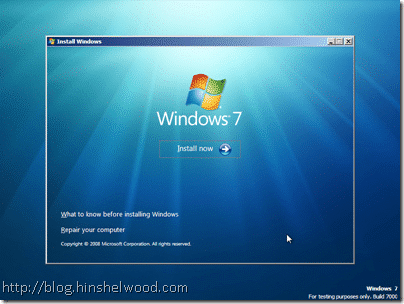 Install Windows
Windows® 7
Install now
What to know before installing Windows
Repair your computer
Copyright © 2008 Microsoft Corporation. All rights reserved.
http://blog.hinshelwood.com
Windows 7
For testing purposes only. Build 7000